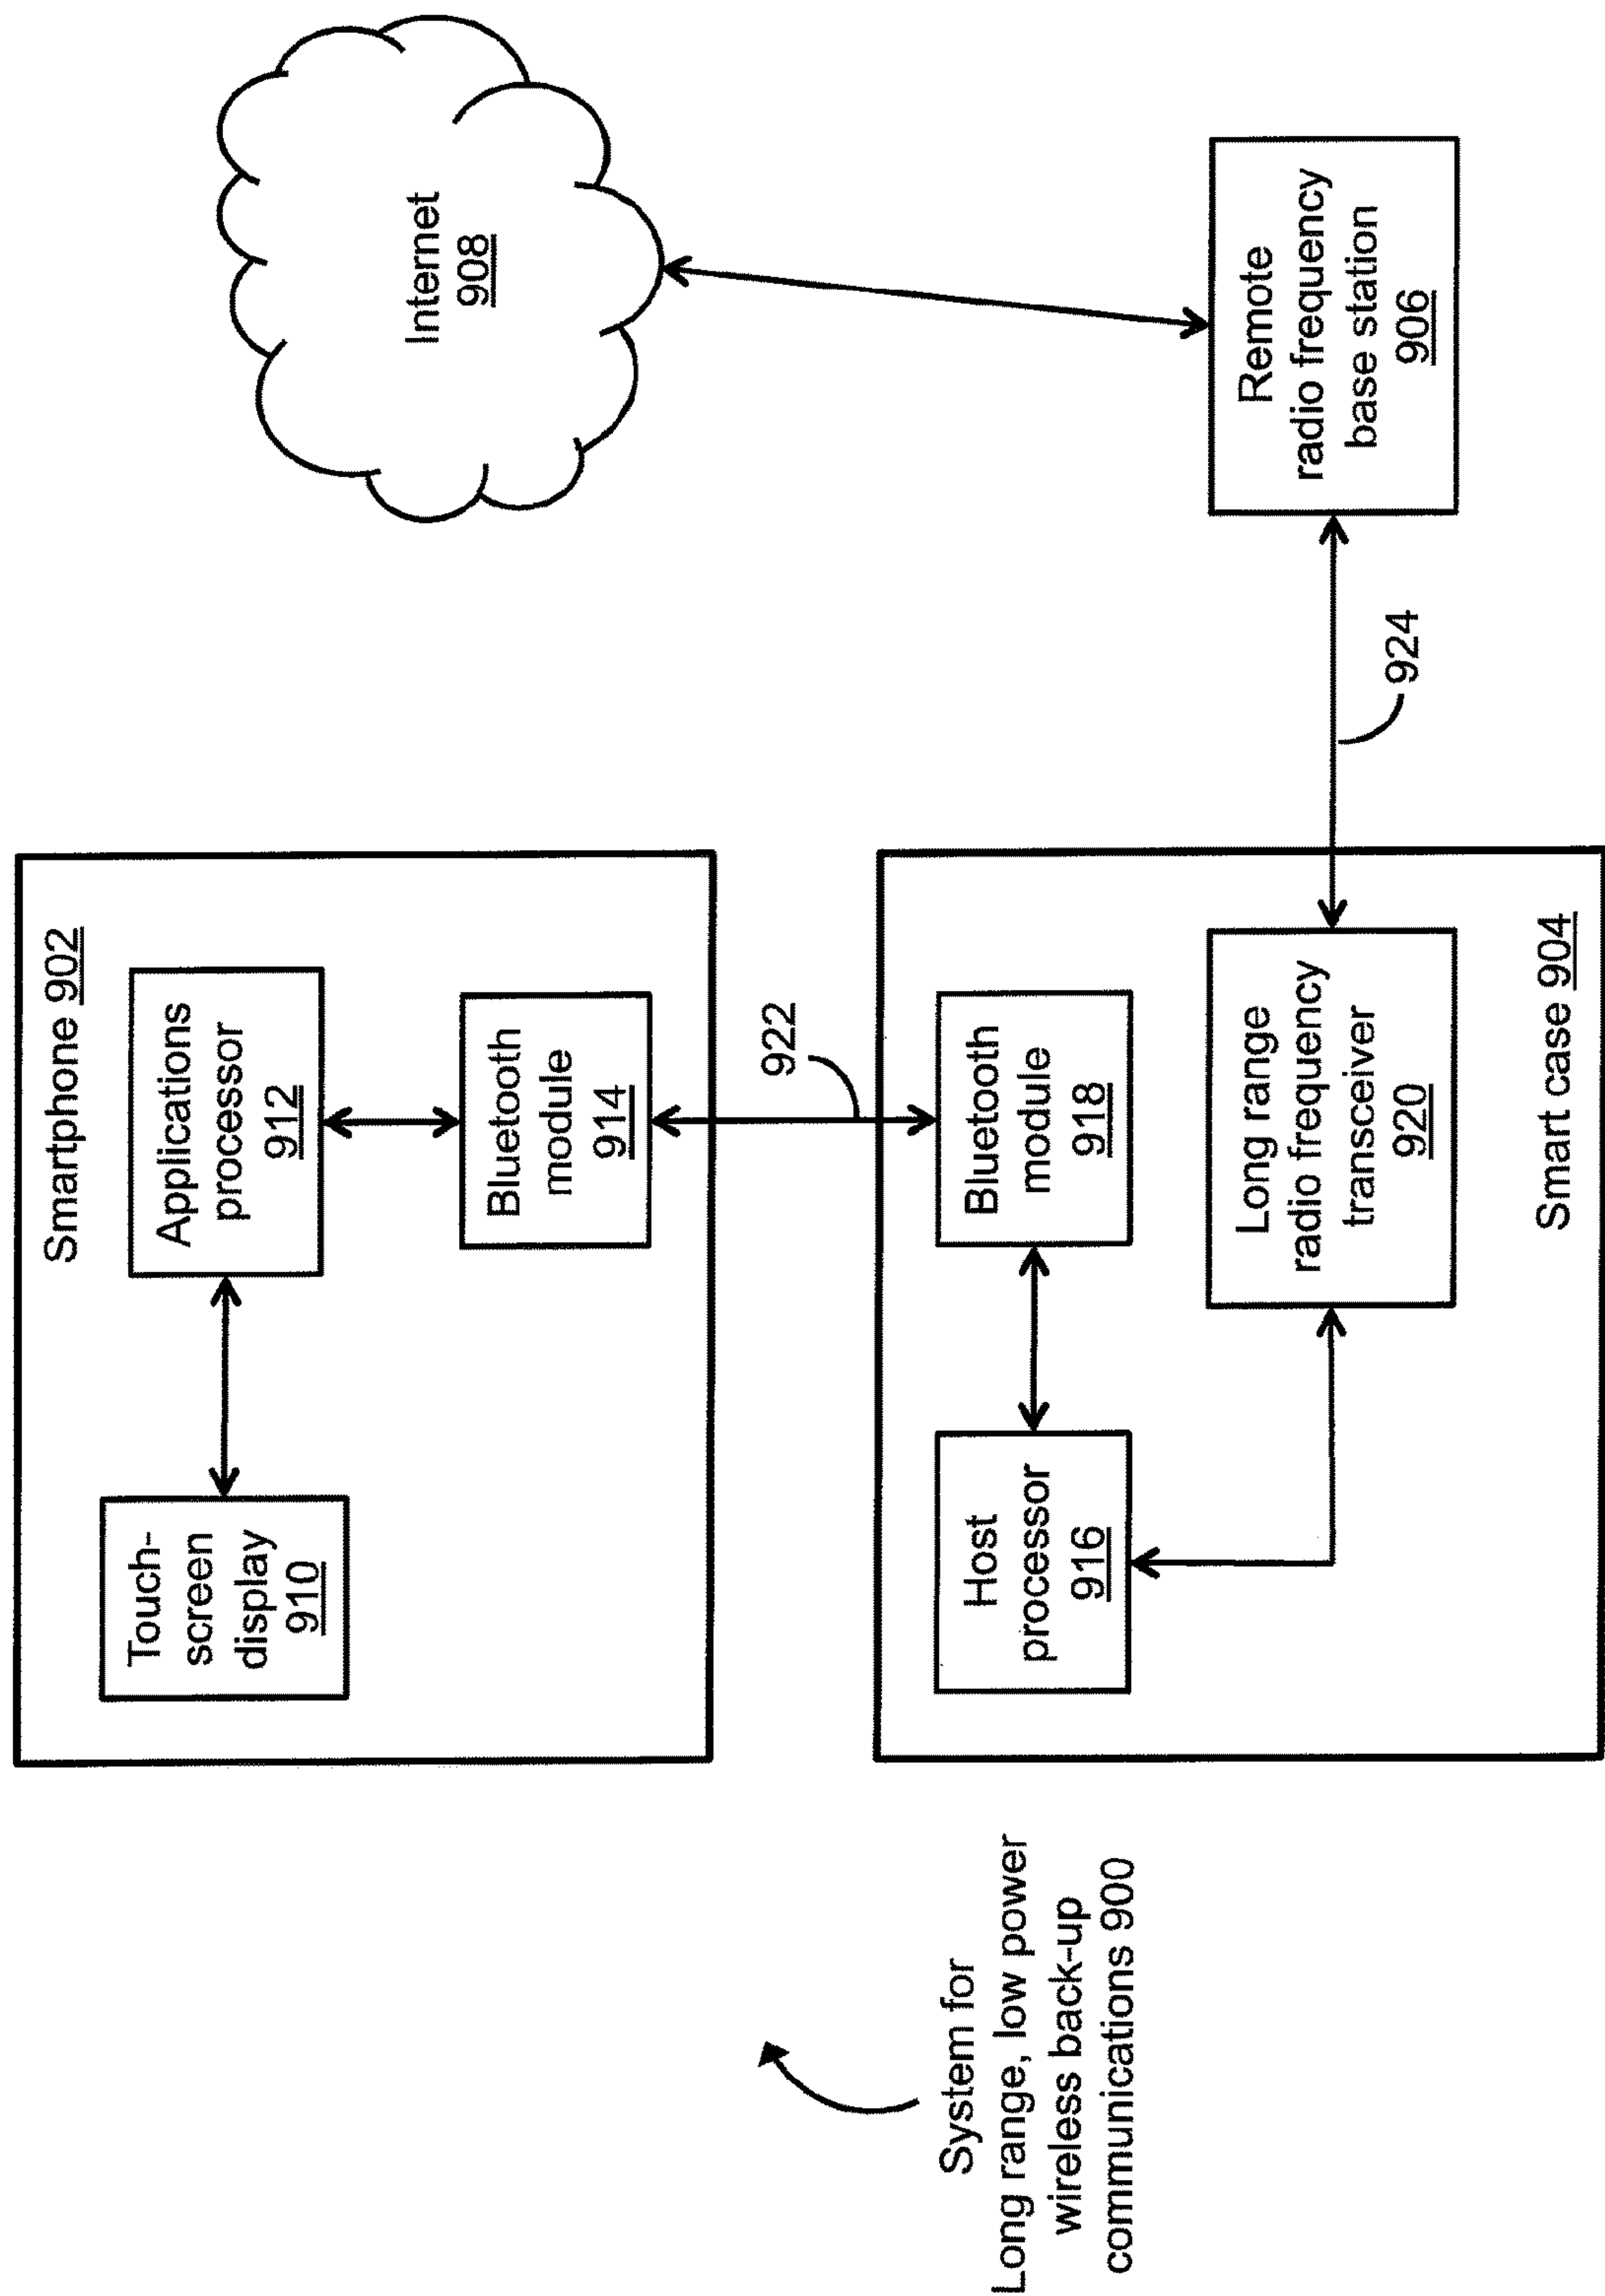 Smartphone 902
Touch-
screen
display
910
Applications
processor
912
Bluetooth
module
914
Internet
908
922
Host
processor
916
Bluetooth
module
918
Long range
radio frequency
transceiver
920
Smart case 904
924
Remote
radio frequency
base station
906
System for
Long range, low power
wireless back-up
communications 900